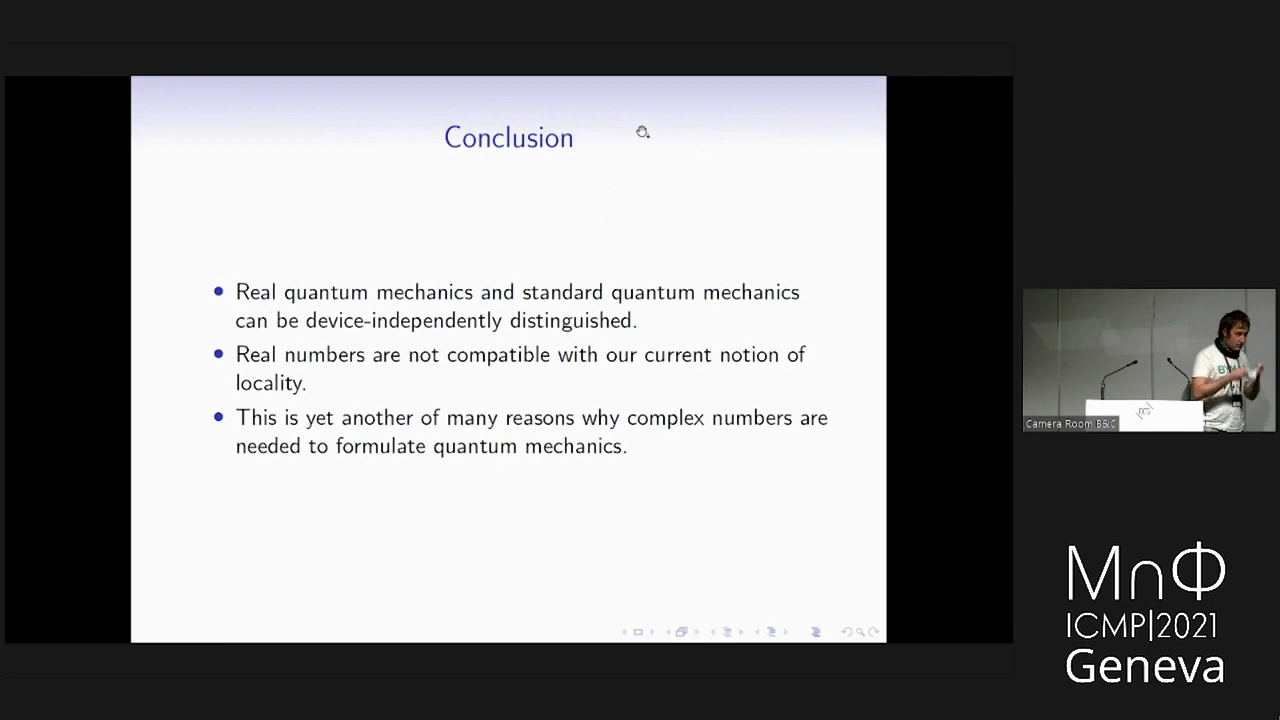 Conclusion
Real quantum mechanics and standard quantum mechanics
can be device-independently distinguished.
Real numbers are not compatible with our current notion of
locality.
This is yet another of many reasons why complex numbers are
needed to formulate quantum mechanics.
Camera Room B&C
M∩Φ
ICMP|2021
Geneva